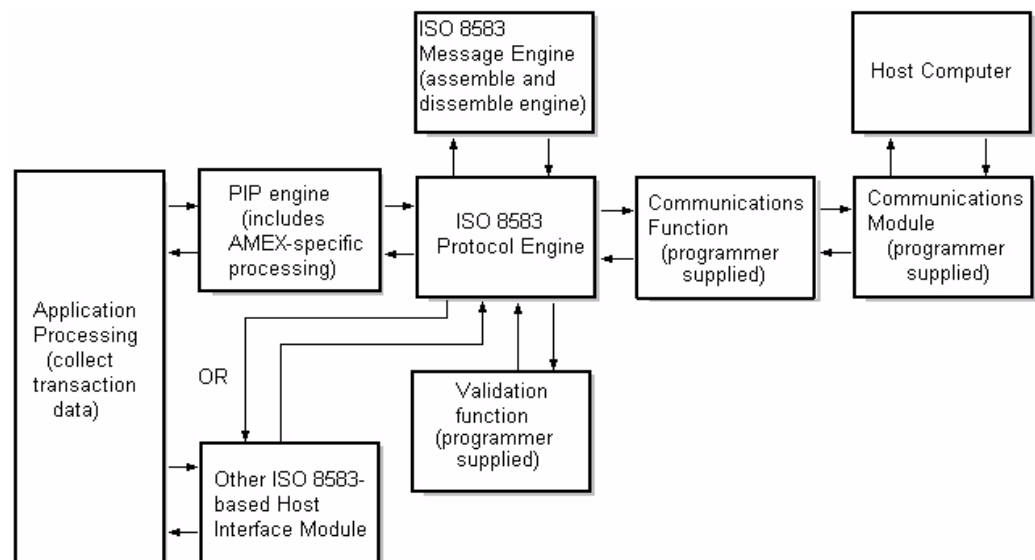 ISO 8583
Message Engine
(assemble and
dissemble engine)
Host Computer
PIP engine
(includes
AMEX-specific
processing)
ISO 8583
Protocol Engine
Communications
Function
(programmer
supplied)
Communications
Module
(programmer
supplied)
Application
Processing
(collect
transaction
data)
OR
Validation
function
(programmer
supplied)
Other ISO 8583-
based Host
Interface Module